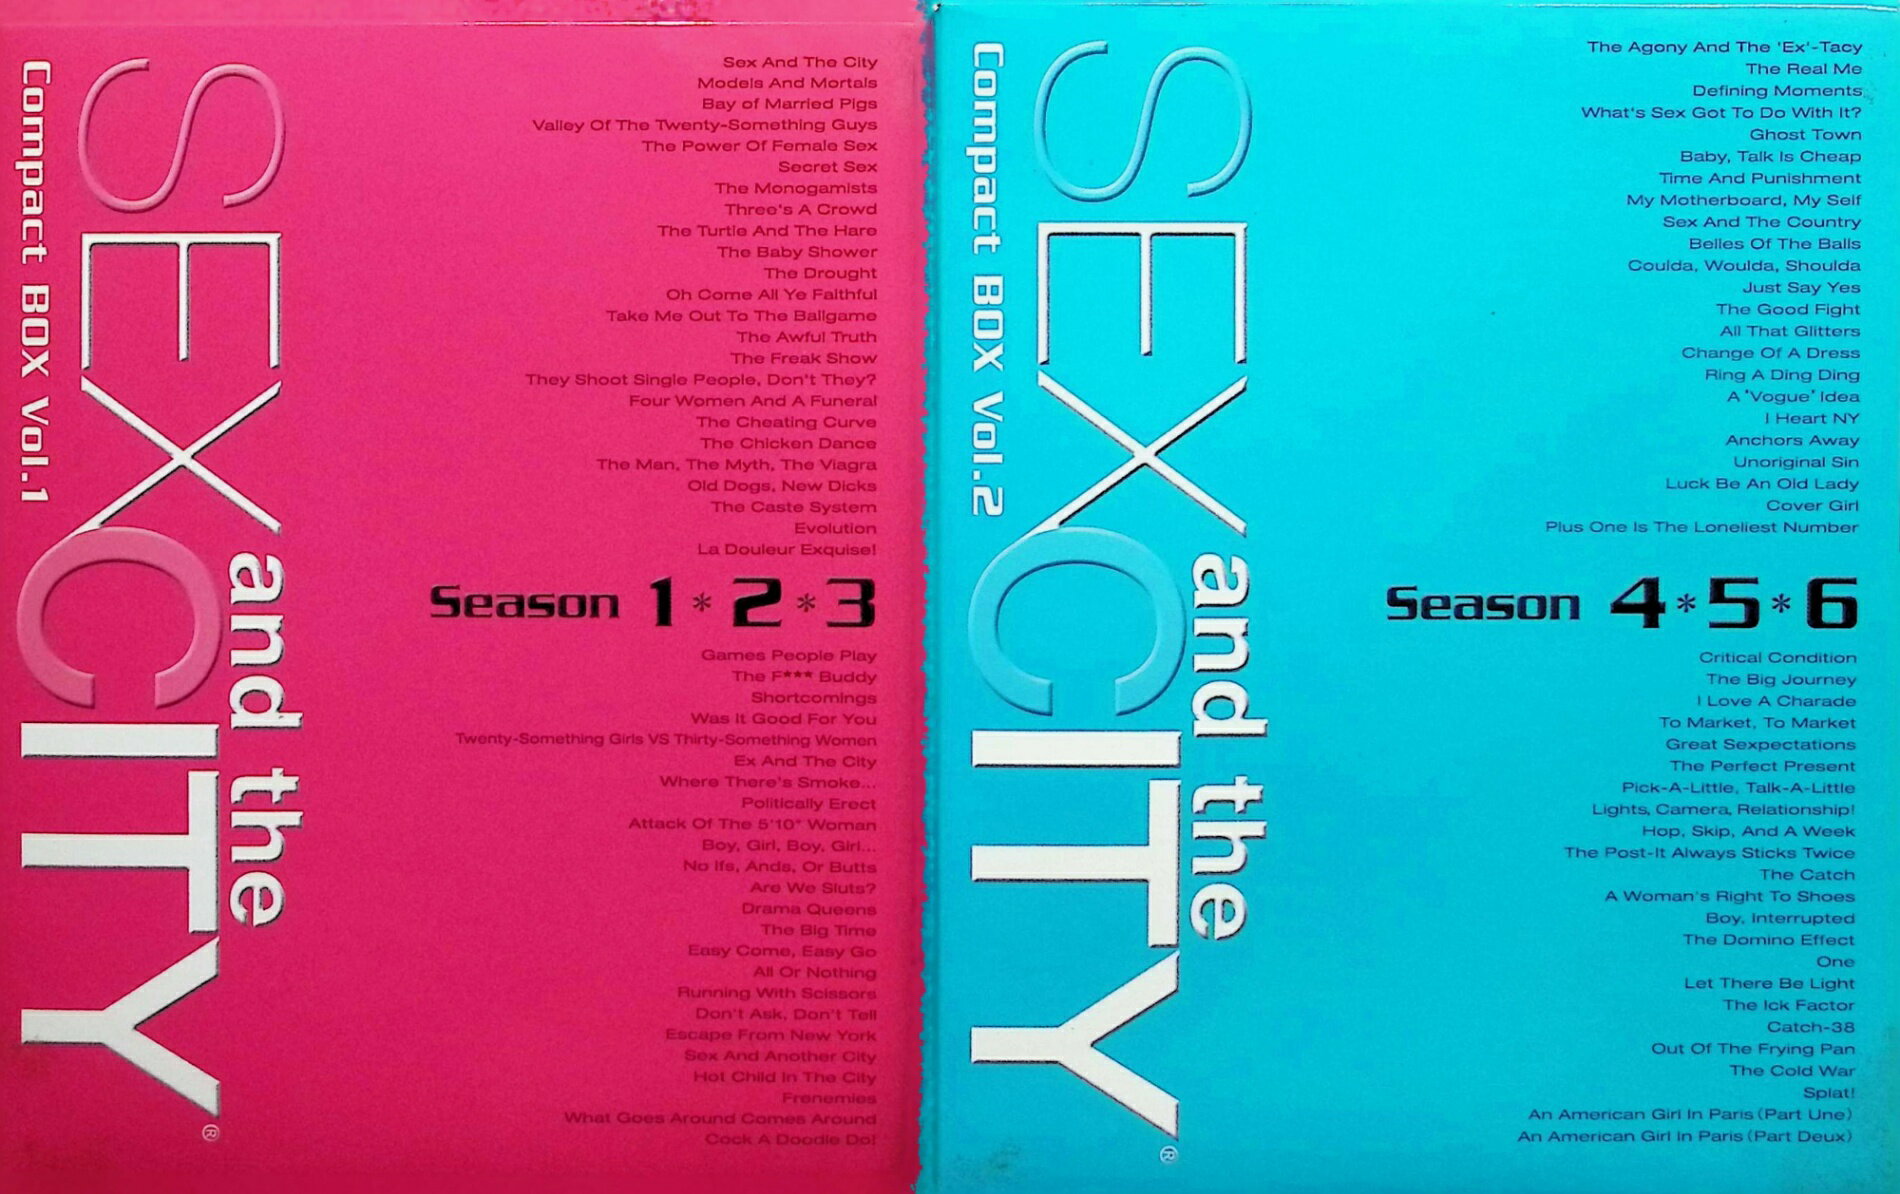 Compact BOX Vol.1
SEX and the CITY®
Sex And The City
Models And Mortals
Bay of Married Pigs
Valley Of The Twenty-Something Guys
The Power Of Female Sex
Secret Sex
The Monogamists
Three's A Crowd
The Turtle And The Hare
The Baby Shower
The Drought
Oh Come All Ye Faithful
Take Me Out To The Ballgame
The Awful Truth
The Freak Show
They Shoot Single People, Don't They?
Four Women And A Funeral
The Cheating Curve
The Chicken Dance
The Man, The Myth, The Viagra
Old Dogs, New Dicks
The Caste System
Evolution
La Douleur Exquise!
Season 1*2*3
Games People Play
The F*** Buddy
Shortcomings
Was It Good For You
Twenty-Something Girls VS Thirty-Something Women
Ex And The City
Where There's Smoke...
Politically Erect
Attack Of The 5'10" Woman
Boy, Girl, Boy, Girl...
No Ifs, Ands, Or Butts
Are We Sluts?
Drama Queens
The Big Time
Easy Come, Easy Go
All Or Nothing
Running With Scissors
Don't Ask, Don't Tell
Escape From New York
Sex And Another City
Hot Child In The City
Frenemies
What Goes Around Comes Around
Cock A Doodle Do!
Compact BOX Vol.2
SEX and the CITY®
The Agony And The 'Ex'-Tacy
The Real Me
Defining Moments
What's Sex Got To Do With It?
Ghost Town
Baby, Talk Is Cheap
Time And Punishment
My Motherboard, My Self
Sex And The Country
Belles Of The Balls
Coulda, Woulda, Shoulda
Just Say Yes
The Good Fight
All That Glitters
Change Of A Dress
Ring A Ding Ding
A 'Vogue' Idea
I Heart NY
Anchors Away
Unoriginal Sin
Luck Be An Old Lady
Cover Girl
Plus One Is The Loneliest Number
Season 4*5*6
Critical Condition
The Big Journey
I Love A Charade
To Market, To Market
Great Sexpectations
The Perfect Present
Pick-A-Little, Talk-A-Little
Lights, Camera, Relationship!
Hop, Skip, And A Week
The Post-It Always Sticks Twice
The Catch
A Woman's Right To Shoes
Boy, Interrupted
The Domino Effect
One
Let There Be Light
The Ick Factor
Catch-38
Out Of The Frying Pan
The Cold War
Splat!
An American Girl In Paris (Part Une)
An American Girl In Paris (Part Deux)